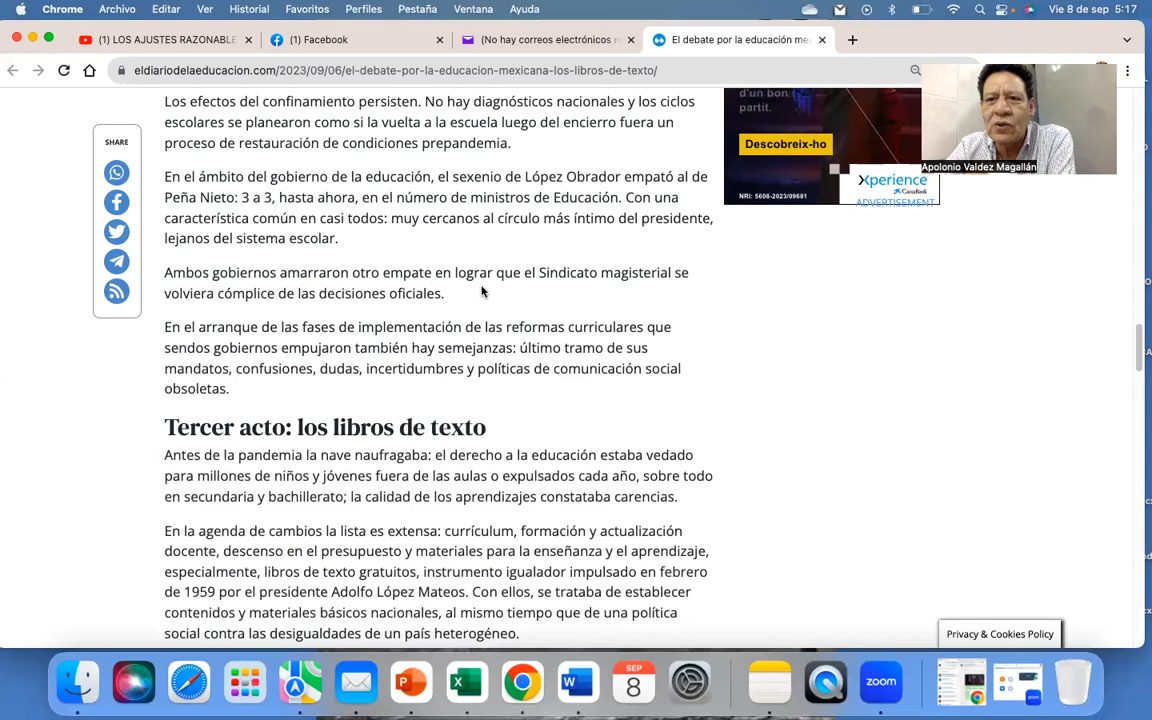 Chrome Archivo Editar Ver Historial Favoritos Perfiles Pestaña Ventana Ayuda Vie 8 de sep 5:17
(1) LOS AJUSTES RAZONABLE (1) Facebook (No hay correos electrónicos El debate por la educación me
eldiariodelaeducacion.com/2023/09/06/el-debate-por-la-educacion-mexicana-los-libros-de-texto/
Los efectos del confinamiento persisten. No hay diagnósticos nacionales y los ciclos
escolares se planearon como si la vuelta a la escuela luego del encierro fuera un
proceso de restauración de condiciones prepandemia.
En el ámbito del gobierno de la educación, el sexenio de López Obrador empató al de
Peña Nieto: 3 a 3, hasta ahora, en el número de ministros de Educación. Con una
característica común en casi todos: muy cercanos al círculo más íntimo del presidente,
lejanos del sistema escolar.
Ambos gobiernos amarraron otro empate en lograr que el Sindicato magisterial se
volviera cómplice de las decisiones oficiales.
En el arranque de las fases de implementación de las reformas curriculares que
sendos gobiernos empujaron también hay semejanzas: último tramo de sus
mandatos, confusiones, dudas, incertidumbres y políticas de comunicación social
obsoletas.
Tercer acto: los libros de texto
Antes de la pandemia la nave naufragaba: el derecho a la educación estaba vedado
para millones de niños y jóvenes fuera de las aulas o expulsados cada año, sobre todo
en secundaria y bachillerato; la calidad de los aprendizajes constataba carencias.
En la agenda de cambios la lista es extensa: currículum, formación y actualización
docente, descenso en el presupuesto y materiales para la enseñanza y el aprendizaje,
especialmente, libros de texto gratuitos, instrumento igualador impulsado en febrero
de 1959 por el presidente Adolfo López Mateos. Con ellos, se trataba de establecer
contenidos y materiales básicos nacionales, al mismo tiempo que de una política
social contra las desigualdades de un país heterogéneo.
SHARE
d'un bon
partit.
Descobreix-ho
NRI: 5608-2023/09681
Xperience
CaixaBank
ADVERTISEMENT
Apolonio Valdez Magallán
Privacy & Cookies Policy
SEP
8
zoom